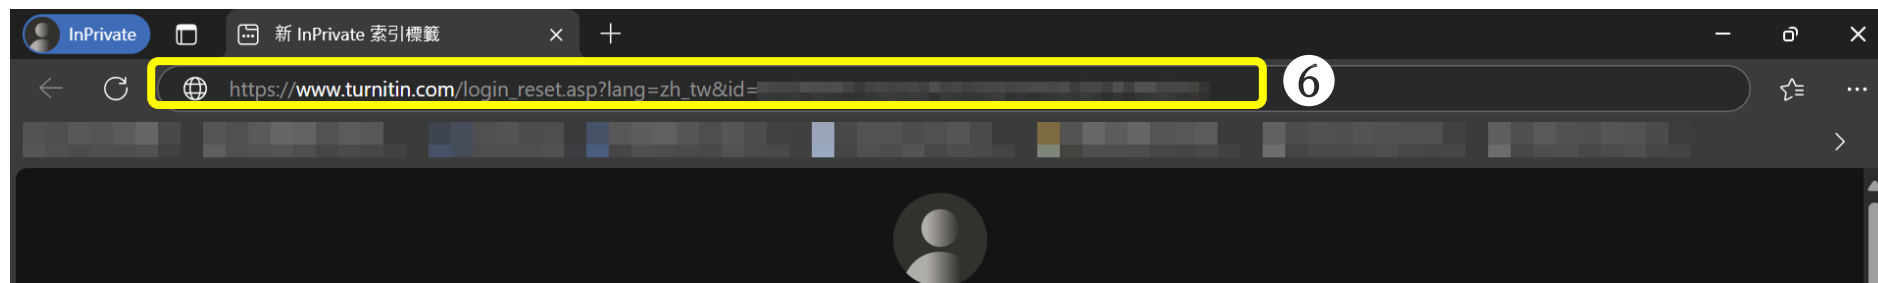 InPrivate
新 InPrivate 索引標籤
https://www.turnitin.com/login_reset.asp?lang=zh_tw&id=
6